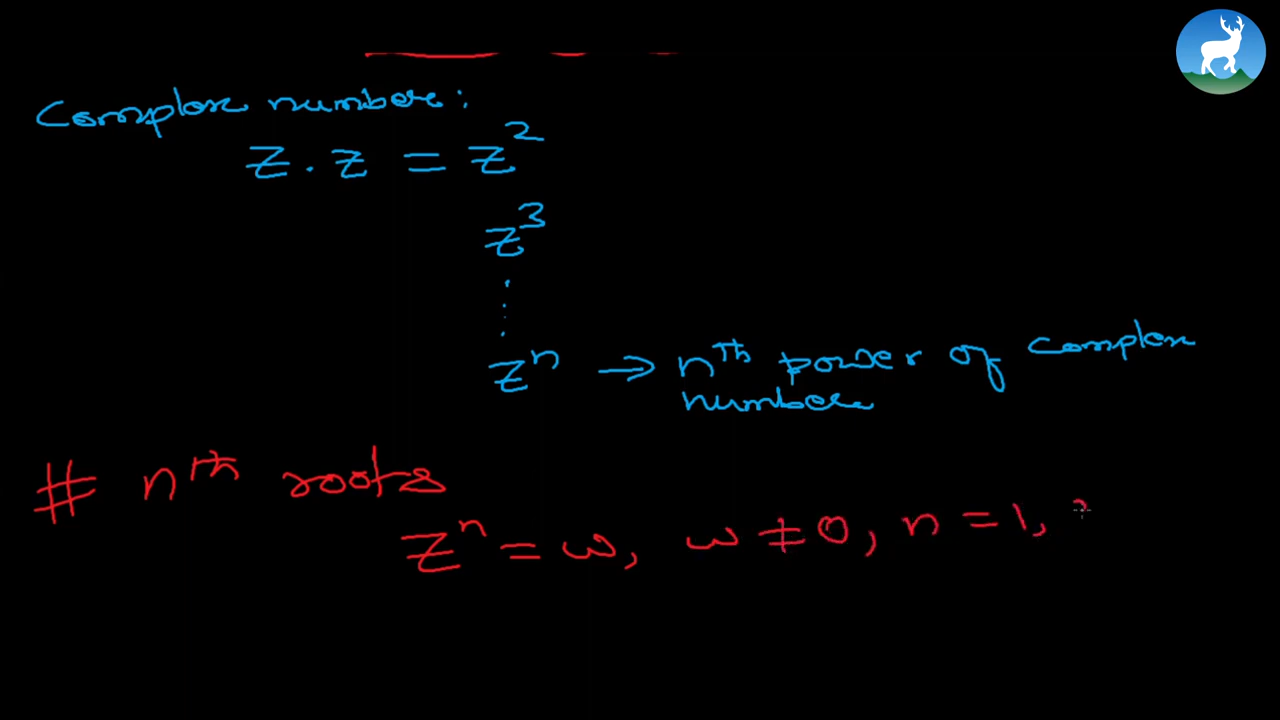 Complex number:
z · z = z²
z³
⋮
zⁿ → nᵗʰ power of complex
number
# nᵗʰ roots
zⁿ = ω, ω ≠ 0, n = 1,